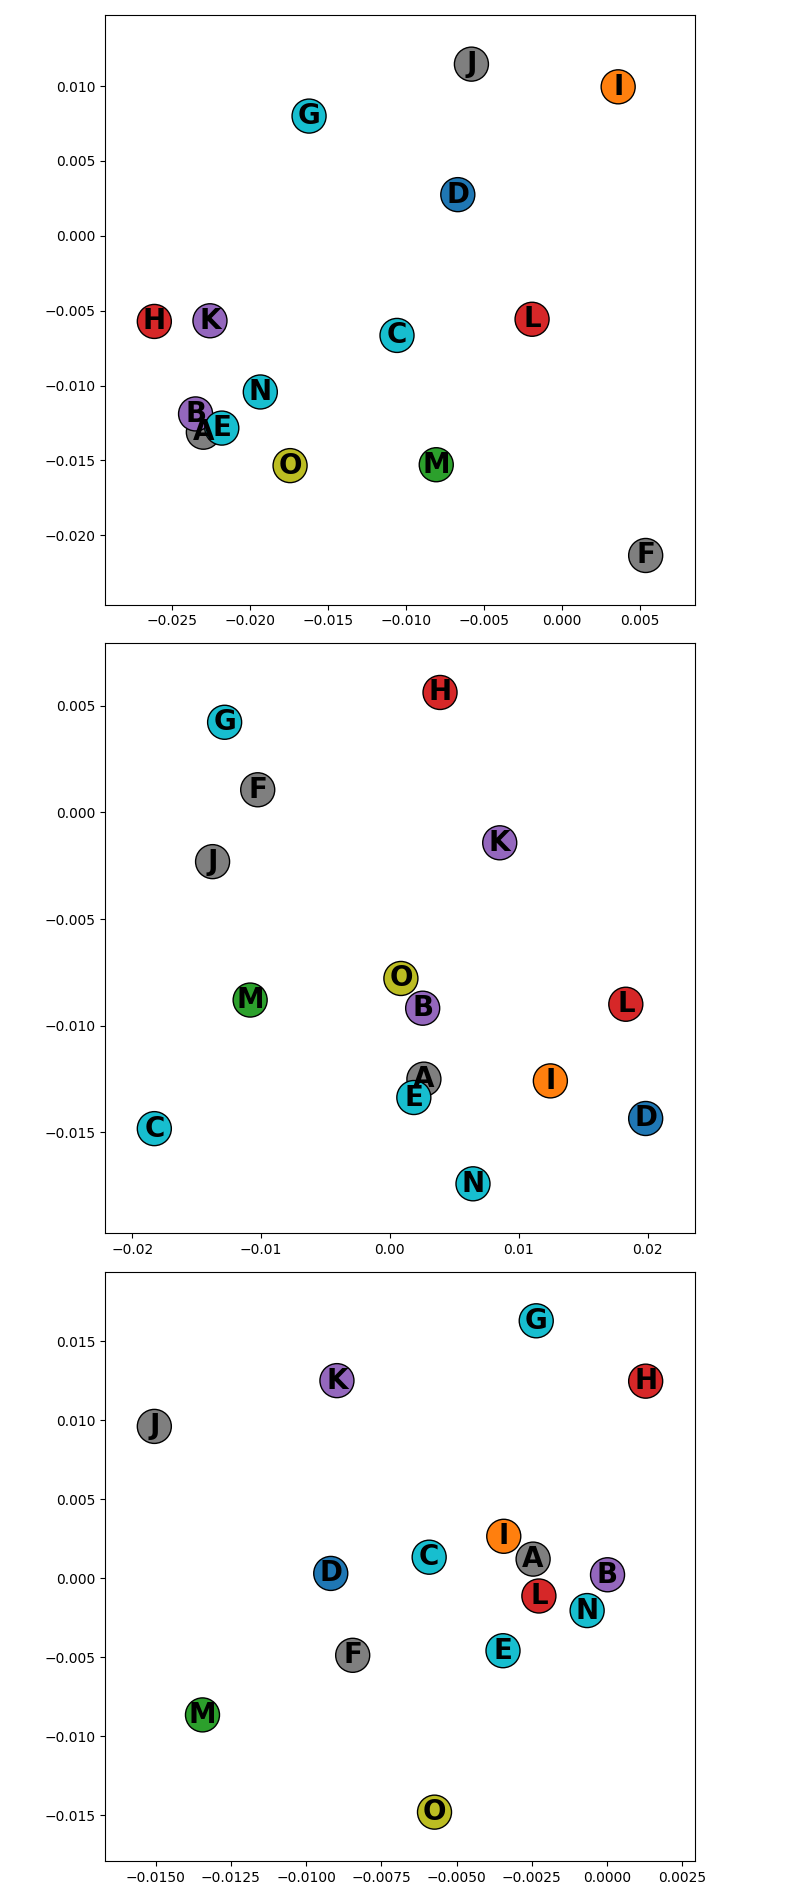 J
I
0.010
G
0.005
D
0.000
H K L
−0.005
C
−0.010
N
B
A E
−0.015
O M
−0.020
F
−0.025 −0.020 −0.015 −0.010 −0.005 0.000 0.005
H
0.005
G
F
0.000
K
J
−0.005
O
M B L
−0.010
A I
E
D
C
−0.015
N
−0.02 −0.01 0.00 0.01 0.02
G
0.015
K H
J
0.010
0.005
I
C A
D B
0.000
L
N
E
F
−0.005
M
−0.010
O
−0.015
−0.0150 −0.0125 −0.0100 −0.0075 −0.0050 −0.0025 0.0000 0.0025